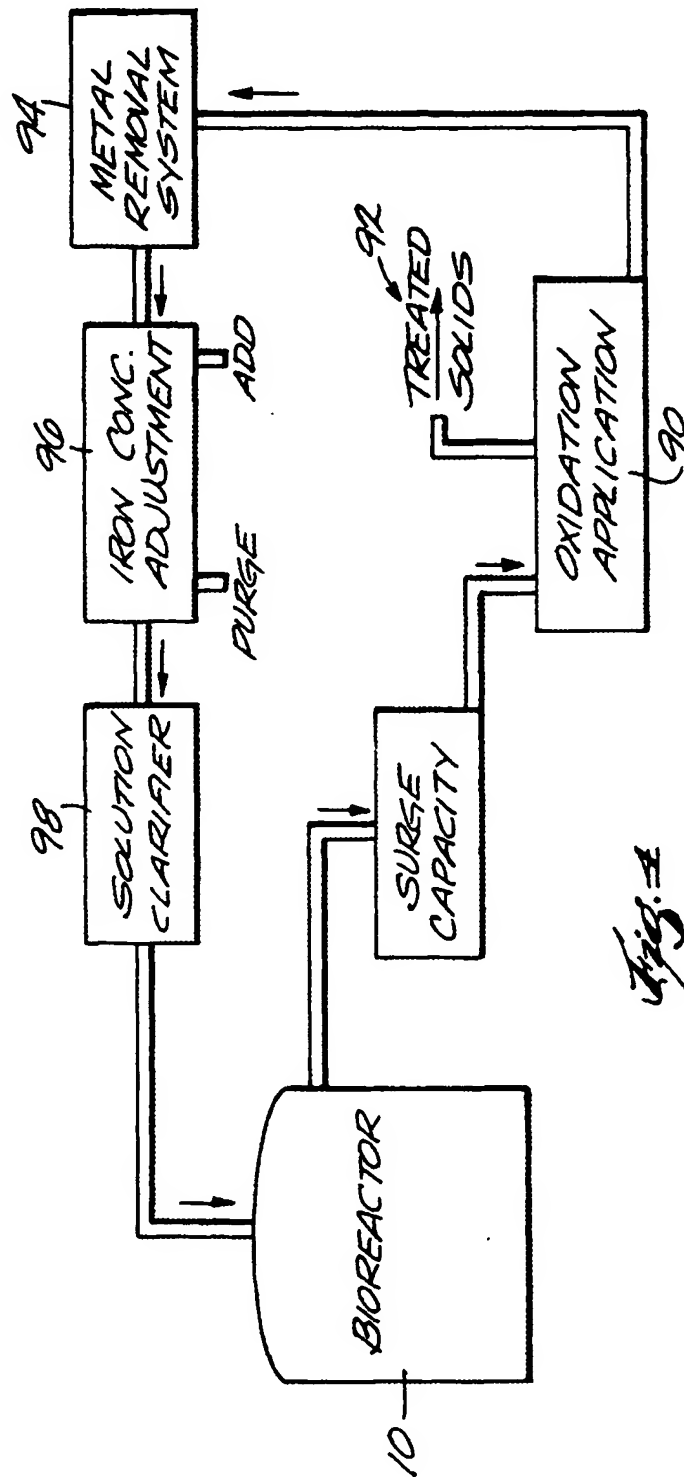 94
METAL
REMOVAL
SYSTEM
96
IRON CONC.
ADJUSTMENT
PURGE
ADD
98
SOLUTION
CLARIFIER
BIOREACTOR
10
SURGE
CAPACITY
TREATED
SOLIDS
92
OXIDATION
APPLICATION
90
Fig. 4